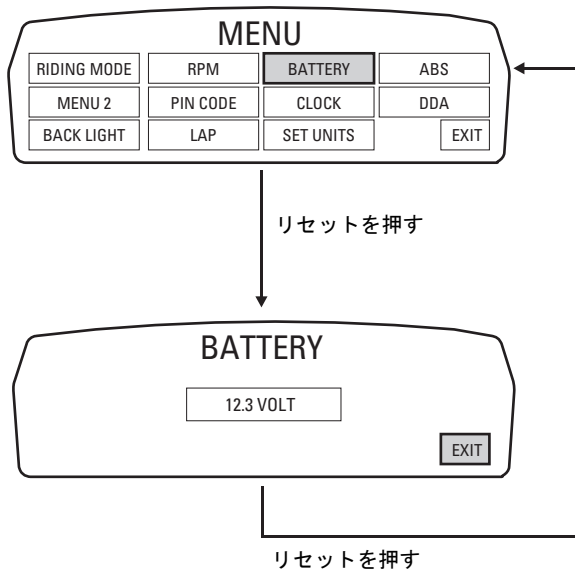 MENU
RIDING MODE RPM BATTERY ABS
MENU 2 PIN CODE CLOCK DDA
BACK LIGHT LAP SET UNITS EXIT
リセットを押す
BATTERY
12.3 VOLT
EXIT
リセットを押す